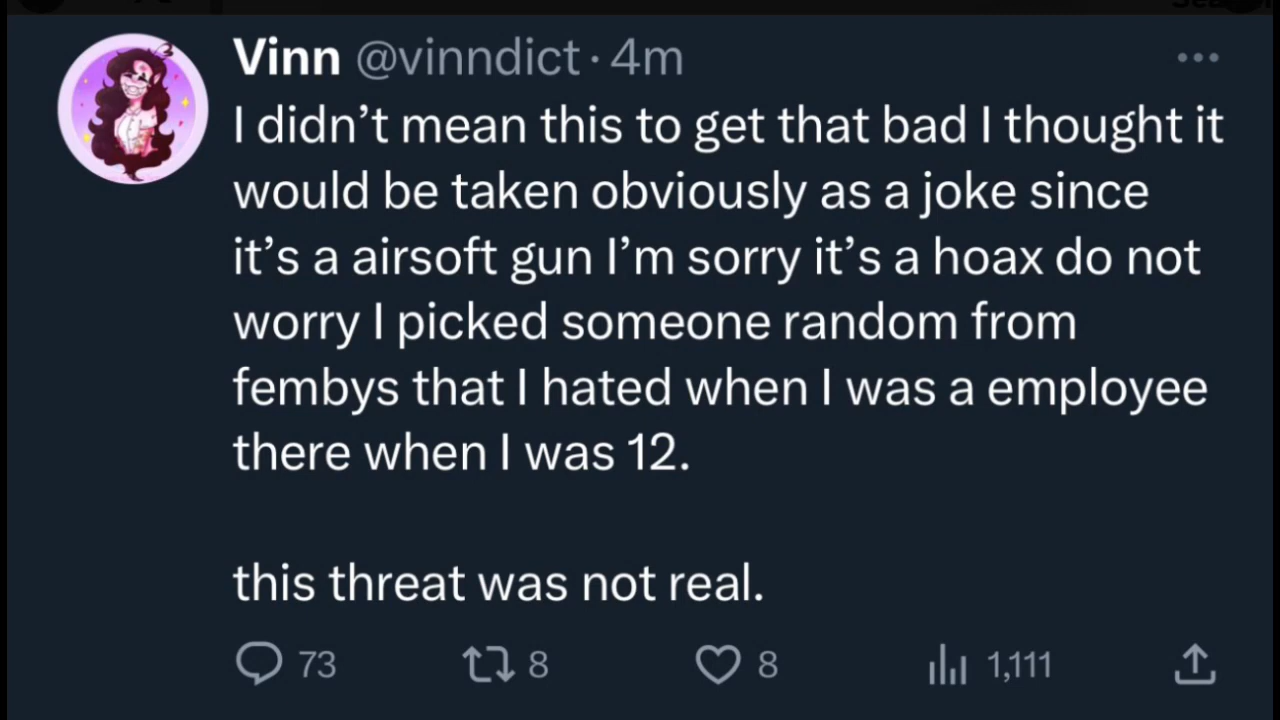 Vinn @vinndict · 4m
I didn’t mean this to get that bad I thought it
would be taken obviously as a joke since
it’s a airsoft gun I’m sorry it’s a hoax do not
worry I picked someone random from
fembys that I hated when I was a employee
there when I was 12.
this threat was not real.
73 8 8 1,111